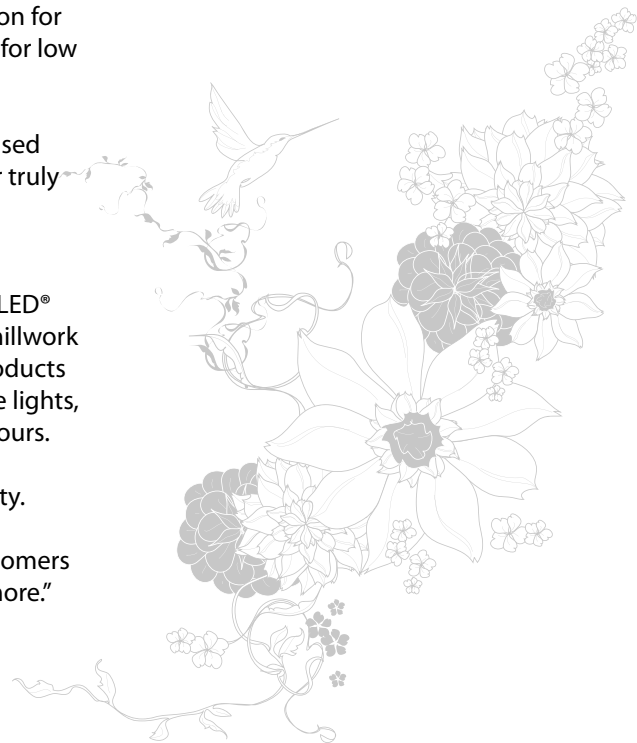 on for
for low
sed
r truly
LED®
nillwork
oducts
e lights,
ours.
ty.
omers
nore."